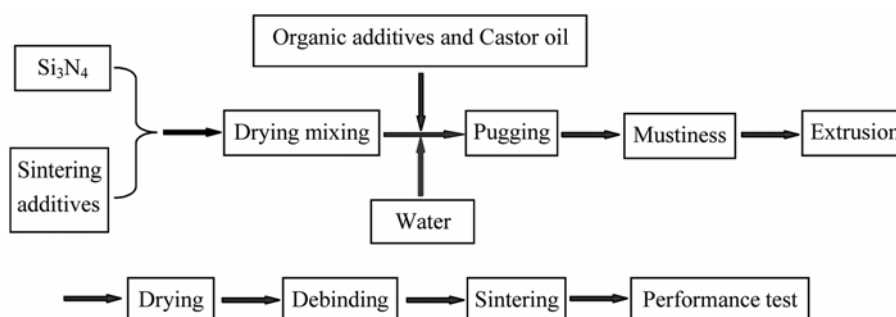 Organic additives and Castor oil
Si₃N₄
Drying mixing
Pugging
Mustiness
Extrusion
Sintering
additives
Water
Drying
Debinding
Sintering
Performance test